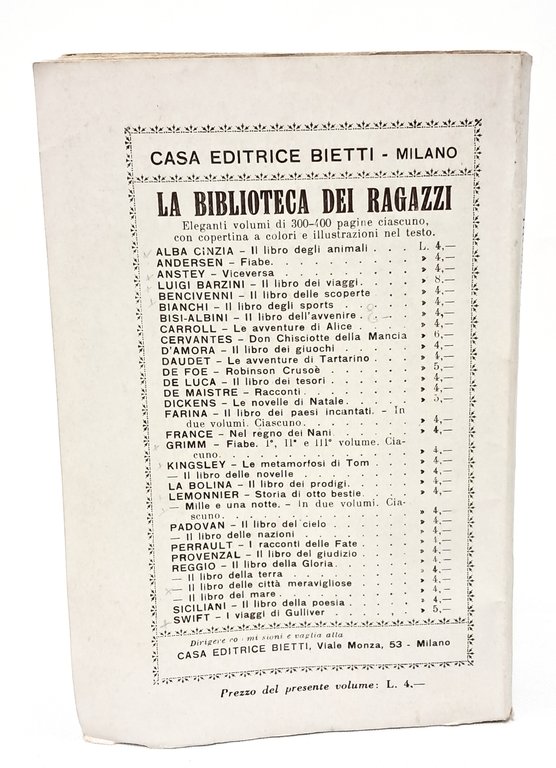 CASA EDITRICE BIETTI - MILANO
LA BIBLIOTECA DEI RAGAZZI
Eleganti volumi di 300-400 pagine ciascuno,
con copertina a colori e illustrazioni nel testo.
ALBA CINZIA - Il libro degli animali . . . L. 4,—
ANDERSEN - Fiabe. . . . . . . . . . » 4,—
ANSTEY - Viceversa . . . . . . . . . » 4,—
LUIGI BARZINI - Il libro dei viaggi. . . . . » 8,—
BENCIVENNI - Il libro delle scoperte . . . . » 4,—
BIANCHI - Il libro degli sports . . . . . . » 4,—
BISI-ALBINI - Il libro dell'avvenire . . . . » 4,—
CARROLL - Le avventure di Alice . . . . . » 4,—
CERVANTES - Don Chisciotte della Mancia » 6,—
D'AMORA - Il libro dei giuochi . . . . . . » 4,—
DAUDET - Le avventure di Tartarino . . . . » 4,—
DE FOE - Robinson Crusoè . . . . . . . » 5,—
DE LUCA - Il libro dei tesori . . . . . . . » 4,—
DE MAISTRE - Racconti . . . . . . . . » 4,—
DICKENS - Le novelle di Natale. . . . . . » 5,—
FARINA - Il libro dei paesi incantati. - In
due volumi. Ciascuno. . . . . . . . » 4,—
FRANCE - Nel regno dei Nani . . . . . . » 4,—
GRIMM - Fiabe. I°, II° e III° volume. Cia-
cuno. . . . . . . . . . . . » 4,—
KINGSLEY - Le metamorfosi di Tom . . . . » 4,—
— Il libro delle novelle . . . . . . . » 4,—
LA BOLINA - Il libro dei prodigi. . . . . . » 4,—
LEMONNIER - Storia di otto bestie. . . . . » 4,—
— Mille e una notte. - In due volumi. Cia-
scuno. . . . . . . . . . . . » 4,—
PADOVAN - Il libro del cielo . . . . . . » 4,—
— Il libro delle nazioni . . . . . . . » 4,—
PERRAULT - I racconti delle Fate . . . . . » 4,—
PROVENZAL - Il libro del giudizio . . . . . » 4,—
REGGIO - Il libro della Gloria. . . . . . . » 4,—
— Il libro della terra . . . . . . . . » 4,—
— Il libro delle città meravigliose . . . . » 4,—
— Il libro del mare . . . . . . . . . » 4,—
SICILIANI - Il libro della poesia . . . . . . » 4,—
SWIFT - I viaggi di Gulliver . . . . . . . » 5,—
Dirigere e vaglia alla
CASA EDITRICE BIETTI, Viale Monza, 53 - Milano
Prezzo del presente volume: L. 4,—